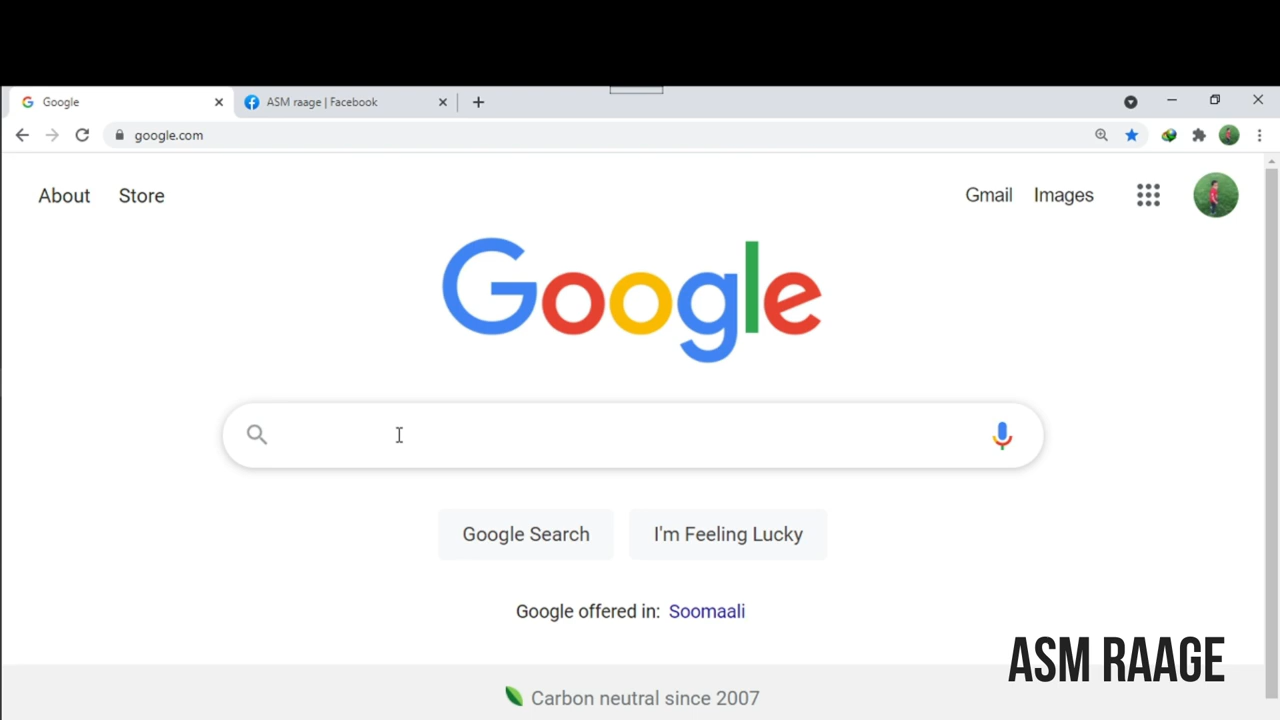 Google
ASM raage | Facebook
google.com
About Store
Gmail Images
Google
Google Search
I'm Feeling Lucky
Google offered in: Soomaali
ASM RAAGE
Carbon neutral since 2007